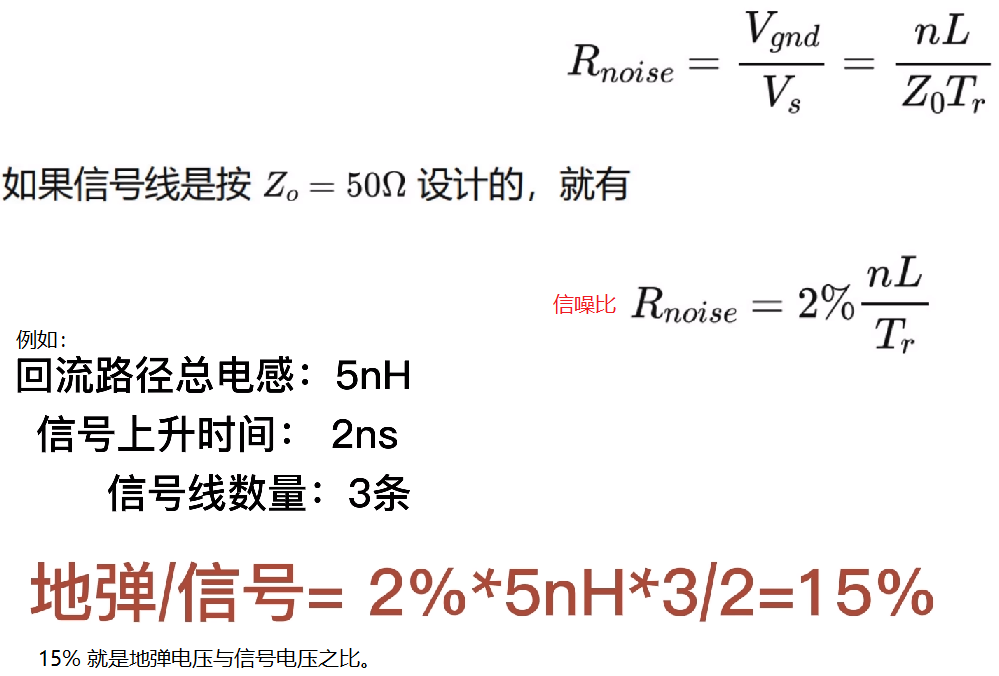 R_{noise} = \frac{V_{gnd}}{V_s} = \frac{nL}{Z_0 T_r}
如果信号线是按 Z_o = 50Ω 设计的，就有
信噪比 R_{noise} = 2% \frac{nL}{T_r}
例如：
回流路径总电感：5nH
信号上升时间： 2ns
信号线数量：3条
地弹/信号= 2%*5nH*3/2=15%
15% 就是地弹电压与信号电压之比。